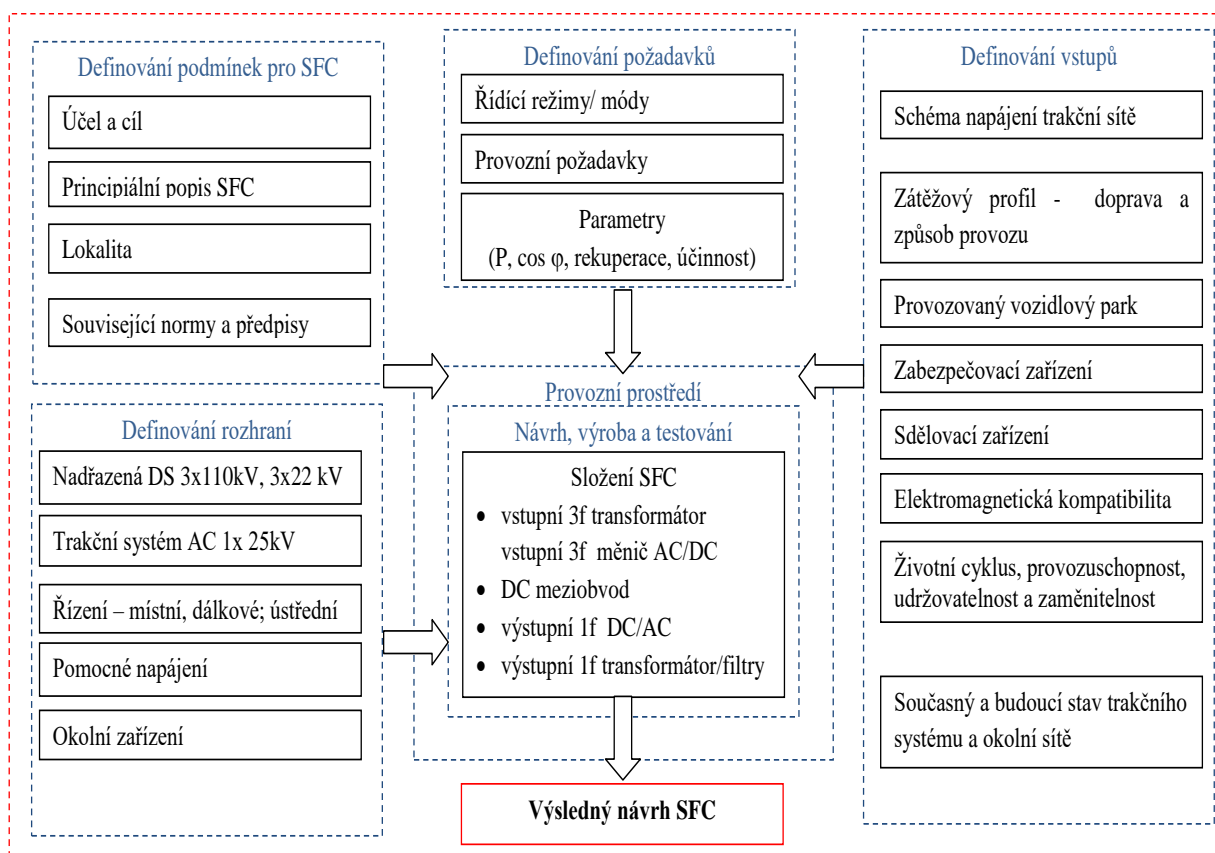 Definování podmínek pro SFC
Účel a cíl
Principiální popis SFC
Lokalita
Související normy a předpisy
Definování požadavků
Řídící režimy/ módy
Provozní požadavky
Parametry
(P, cos φ, rekuperace, účinnost)
Definování vstupů
Schéma napájení trakční sítě
Zátěžový profil - doprava a
způsob provozu
Provozovaný vozidlový park
Zabezpečovací zařízení
Sdělovací zařízení
Elektromagnetická kompatibilita
Životní cyklus, provozuschopnost,
udržovatelnost a zaměnitelnost
Současný a budoucí stav trakčního
systému a okolní sítě
Definování rozhraní
Nadřazená DS 3x110kV, 3x22 kV
Trakční systém AC 1x 25kV
Řízení – místní, dálkové; ústřední
Pomocné napájení
Okolní zařízení
Provozní prostředí
Návrh, výroba a testování
Složení SFC
• vstupní 3f transformátor
vstupní 3f měnič AC/DC
• DC meziobvod
• výstupní 1f DC/AC
• výstupní 1f transformátor/filtry
Výsledný návrh SFC